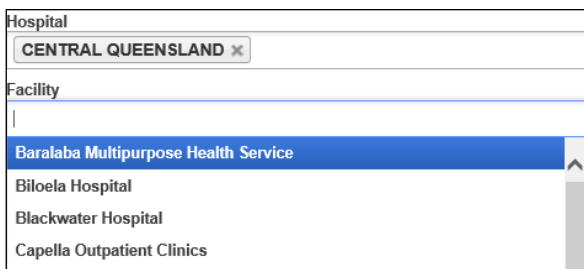 Hospital
CENTRAL QUEENSLAND ×
Facility
Baralaba Multipurpose Health Service
Biloela Hospital
Blackwater Hospital
Capella Outpatient Clinics